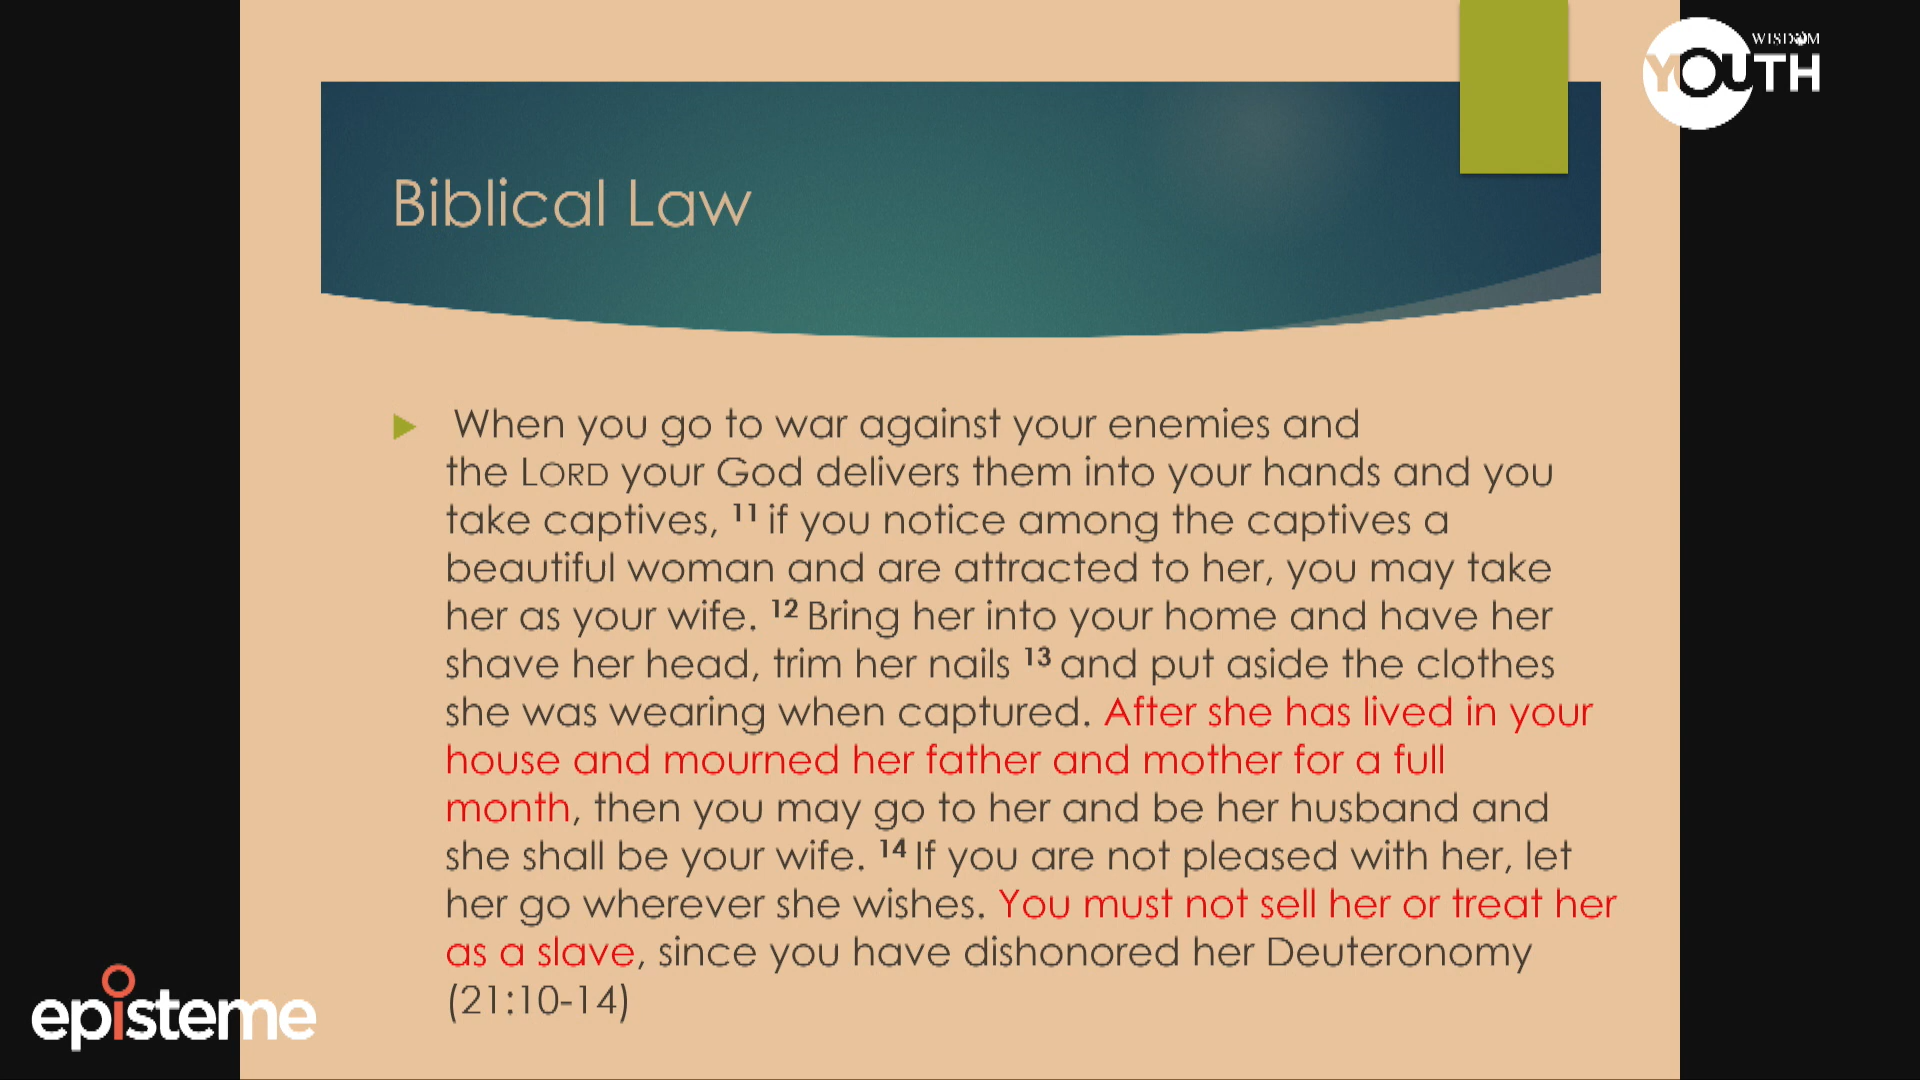 WISDOM
YOUTH
Biblical Law
When you go to war against your enemies and
the LORD your God delivers them into your hands and you
take captives, 11 if you notice among the captives a
beautiful woman and are attracted to her, you may take
her as your wife. 12 Bring her into your home and have her
shave her head, trim her nails 13 and put aside the clothes
she was wearing when captured. After she has lived in your
house and mourned her father and mother for a full
month, then you may go to her and be her husband and
she shall be your wife. 14 If you are not pleased with her, let
her go wherever she wishes. You must not sell her or treat her
as a slave, since you have dishonored her Deuteronomy
(21:10-14)
episteme